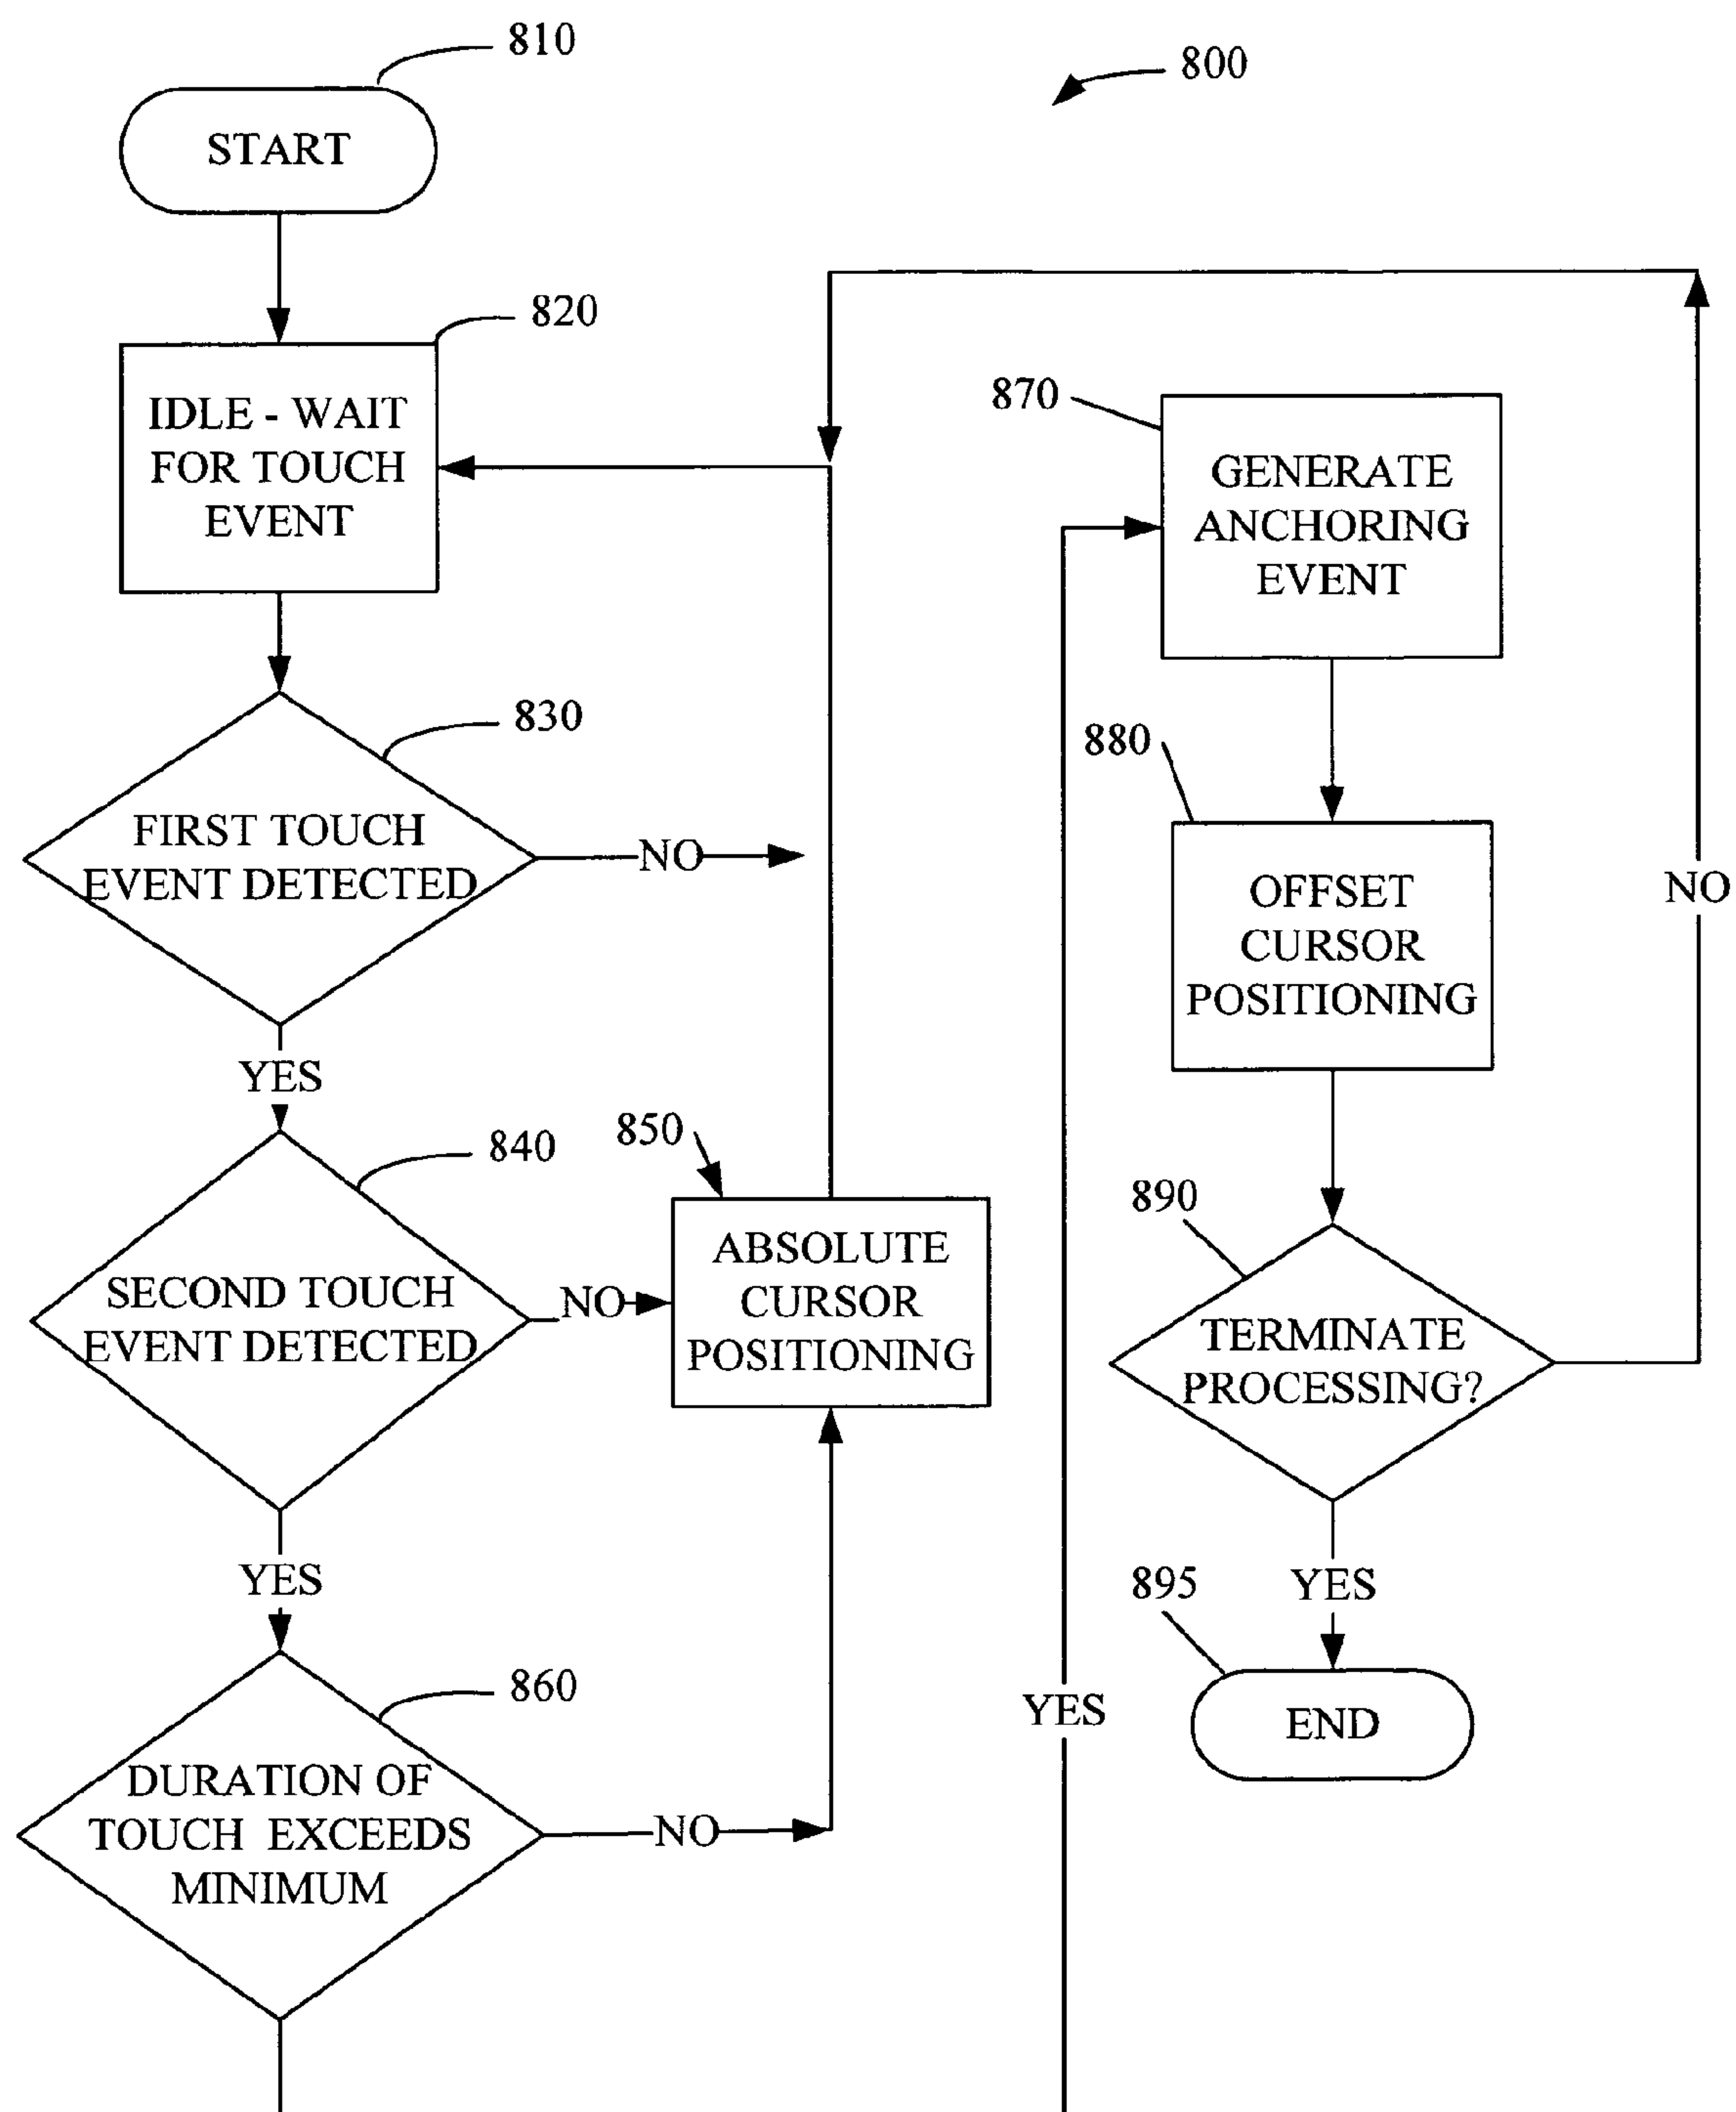 810
800
START
820
IDLE - WAIT
FOR TOUCH
EVENT
830
FIRST TOUCH
EVENT DETECTED
NO
YES
840
SECOND TOUCH
EVENT DETECTED
NO
850
ABSOLUTE
CURSOR
POSITIONING
YES
860
DURATION OF
TOUCH EXCEEDS
MINIMUM
NO
YES
870
GENERATE
ANCHORING
EVENT
880
OFFSET
CURSOR
POSITIONING
NO
890
TERMINATE
PROCESSING?
YES
895
END